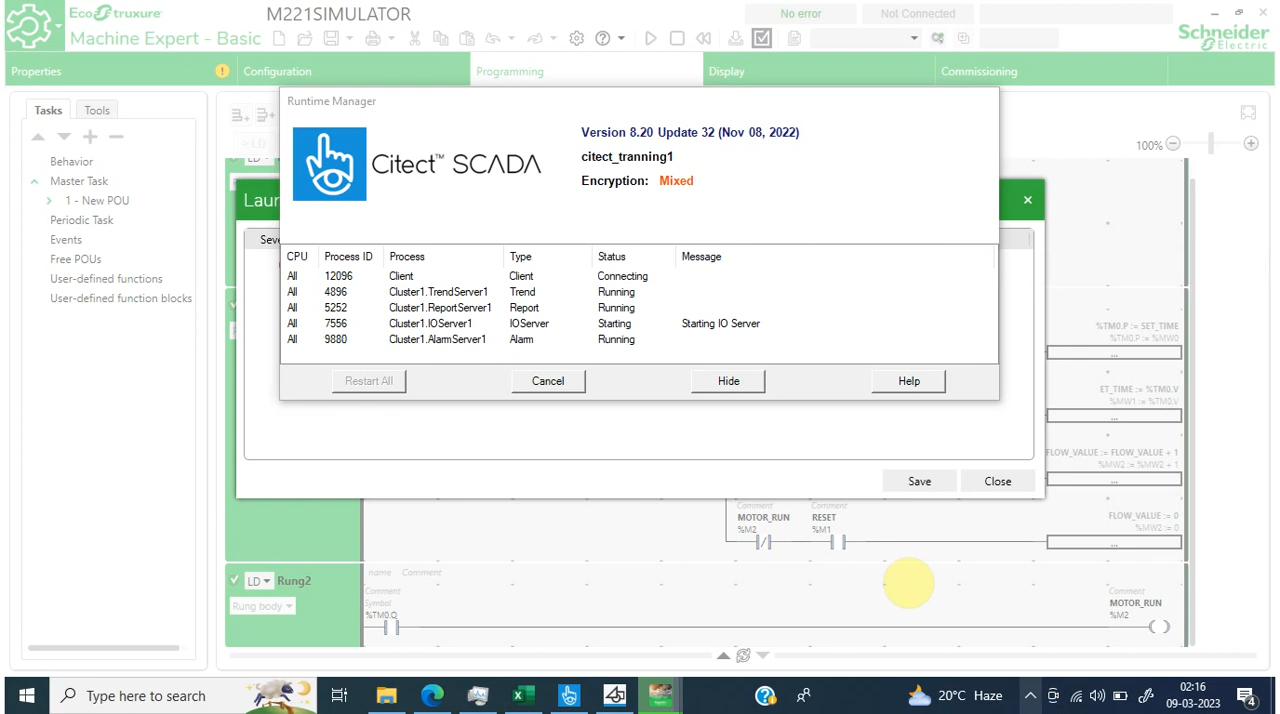 EcoStruxure
Machine Expert - Basic
M221SIMULATOR
No error
Not Connected
Schneider
Electric
Properties
Configuration
Programming
Display
Commissioning
Tasks
Tools
Behavior
Master Task
1 - New POU
Periodic Task
Events
Free POUs
User-defined functions
User-defined function blocks
100%
Runtime Manager
Citect™ SCADA
Version 8.20 Update 32 (Nov 08, 2022)
citect_tranning1
Encryption: Mixed
CPU Process ID Process Type Status Message
All 12096 Client Client Connecting
All 4896 Cluster1.TrendServer1 Trend Running
All 5252 Cluster1.ReportServer1 Report Running
All 7556 Cluster1.IOServer1 IOServer Starting Starting IO Server
All 9880 Cluster1.AlarmServer1 Alarm Running
Restart All
Cancel
Hide
Help
Save
Close
%TM0.P := SET_TIME
%TM0.P := %MW0
...
ET_TIME := %TM0.V
%MW1 := %TM0.V
...
FLOW_VALUE := FLOW_VALUE + 1
%MW2 := %MW2 + 1
...
Comment Comment
MOTOR_RUN RESET
%M2 %M1
FLOW_VALUE := 0
%MW2 := 0
...
LD Rung2
Rung body
name Comment
Comment
Symbol
%TM0.Q
Comment
MOTOR_RUN
%M2
Type here to search
20°C Haze
02:16
09-03-2023
4